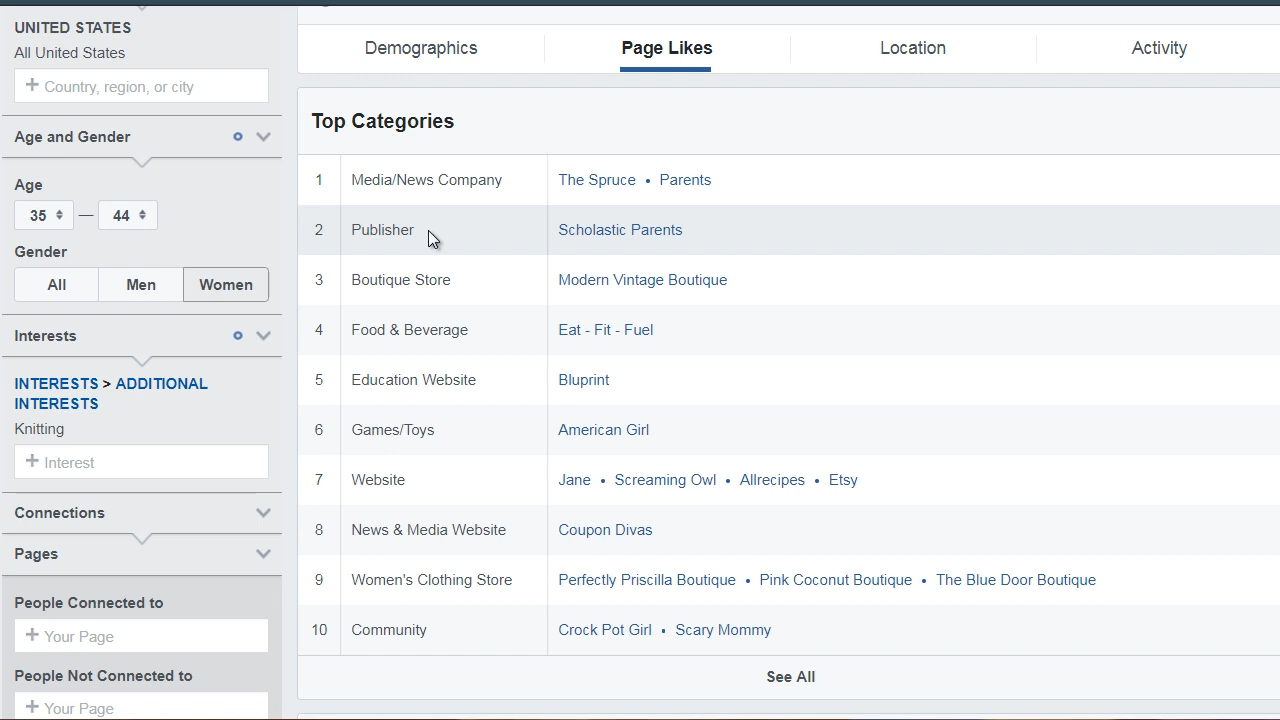 UNITED STATES
All United States
+ Country, region, or city
Age and Gender
Age
35 — 44
Gender
All Men Women
Interests
INTERESTS > ADDITIONAL
INTERESTS
Knitting
+ Interest
Connections
Pages
People Connected to
+ Your Page
People Not Connected to
+ Your Page
Demographics Page Likes Location Activity
Top Categories
1 Media/News Company The Spruce • Parents
2 Publisher Scholastic Parents
3 Boutique Store Modern Vintage Boutique
4 Food & Beverage Eat - Fit - Fuel
5 Education Website Bluprint
6 Games/Toys American Girl
7 Website Jane • Screaming Owl • Allrecipes • Etsy
8 News & Media Website Coupon Divas
9 Women's Clothing Store Perfectly Priscilla Boutique • Pink Coconut Boutique • The Blue Door Boutique
10 Community Crock Pot Girl • Scary Mommy
See All